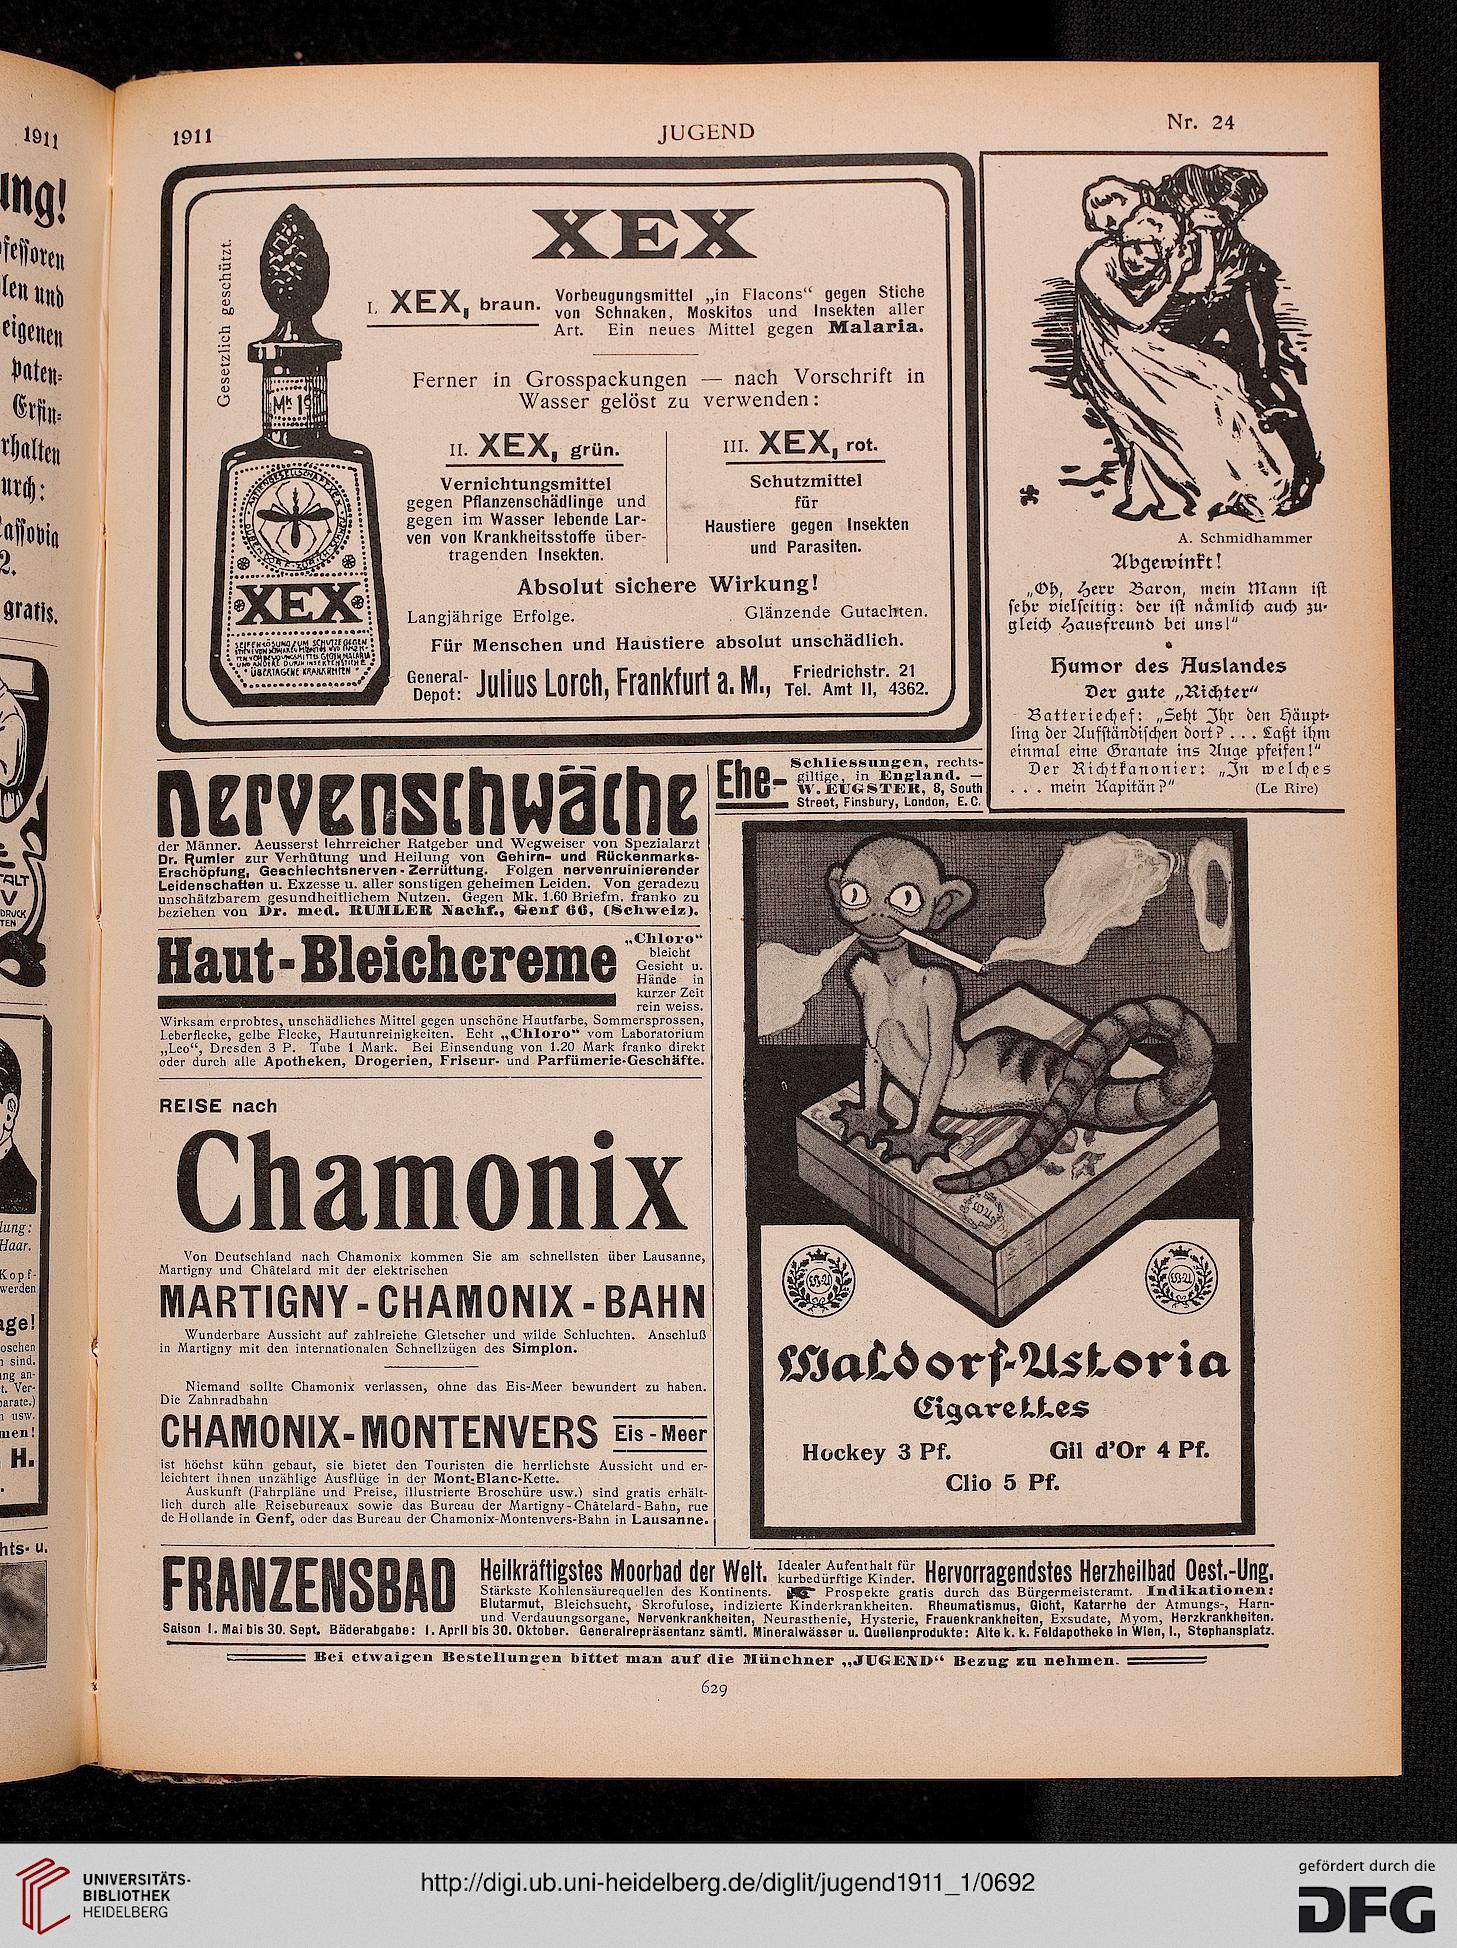 1911
JUGEND
Nr. 24
Gesetzlich geschützt.
XEX
I. XEX, braun.
Vorbeugungsmittel „in Flacons“ gegen Stiche
von Schnaken, Moskitos und Insekten aller
Art. Ein neues Mittel gegen Malaria.
Ferner in Grosspackungen — nach Vorschrift in
Wasser gelöst zu verwenden:
II. XEX, grün.
Vernichtungsmittel
gegen Pflanzenschädlinge und
gegen im Wasser lebende Lar-
ven von Krankheitsstoffe über-
tragenden Insekten.
III. XEX, rot.
Schutzmittel
für
Haustiere gegen Insekten
und Parasiten.
Absolut sichere Wirkung!
Langjährige Erfolge. Glänzende Gutachten.
Für Menschen und Haustiere absolut unschädlich.
General-
Depot: Julius Lorch, Frankfurt a. M., Friedrichstr. 21
Tel. Amt II, 4362.
XEX
A. Schmidhammer
Abgewinkt!
„Oh, Herr Baron, mein Mann ist
sehr vielseitig: der ist nämlich auch zu-
gleich Hausfreund bei uns!“
Humor des Auslandes
Der gute „Richter“
Batteriechef: „Seht Ihr den Häupt-
ling der Aufständischen dort? . . . Laßt ihm
einmal eine Granate ins Auge pfeifen!“
Der Richtkanonier: „In welches
. . . mein Kapitän?“ (Le Rire)
Nervenschwäche
der Männer. Aeusserst lehrreicher Ratgeber und Wegweiser von Spezialarzt
Dr. Rumler zur Verhütung und Heilung von Gehirn- und Rückenmarks-
Erschöpfung, Geschlechtsnerven-Zerrüttung. Folgen nervenruinierender
Leidenschaften u. Exzesse u. aller sonstigen geheimen Leiden. Von geradezu
unschätzbarem gesundheitlichem Nutzen. Gegen Mk. 1.60 Briefm. franko zu
beziehen von Dr. med. RUMLER Nachf., Genf 66, (Schweiz).
Ehe-
Schliessungen, rechts-
giltige, in England. —
W. EUGSTER, 8, South
Street, Finsbury, London, E. C.
Haut-Bleichcreme
„Chloro“
bleicht
Gesicht u.
Hände in
kurzer Zeit
rein weiss.
Wirksam erprobtes, unschädliches Mittel gegen unschöne Hautfarbe, Sommersprossen,
Leberflecke, gelbe Flecke, Hautunreinigkeiten. Echt „Chloro“ vom Laboratorium
„Leo“, Dresden 3 P. Tube 1 Mark. Bei Einsendung von 1.20 Mark franko direkt
oder durch alle Apotheken, Drogerien, Friseur- und Parfümerie-Geschäfte.
REISE nach
Chamonix
Von Deutschland nach Chamonix kommen Sie am schnellsten über Lausanne,
Martigny und Châtelard mit der elektrischen
MARTIGNY-CHAMONIX-BAHN
Wunderbare Aussicht auf zahlreiche Gletscher und wilde Schluchten. Anschluß
in Martigny mit den internationalen Schnellzügen des Simplon.
Niemand sollte Chamonix verlassen, ohne das Eis-Meer bewundert zu haben.
Die Zahnradbahn
CHAMONIX-MONTENVERS Eis-Meer
ist höchst kühn gebaut, sie bietet den Touristen die herrlichste Aussicht und er-
leichtert ihnen unzählige Ausflüge in der Mont-Blanc-Kette.
Auskunft (Fahrpläne und Preise, illustrierte Broschüre usw.) sind gratis erhält-
lich durch alle Reisebureaux sowie das Bureau der Martigny-Châtelard-Bahn, rue
de Hollande in Genf, oder das Bureau der Chamonix-Montenvers-Bahn in Lausanne.
Waldorf-Astoria
Cigarettes
Hockey 3 Pf. Gil d'Or 4 Pf.
Clio 5 Pf.
FRANZENSBAD
Heilkräftigstes Moorbad der Welt. Idealer Aufenthalt für
kurbedürftige Kinder. Hervorragendstes Herzheilbad Oest.-Ung.
Stärkste Kohlensäurequellen des Kontinents. Prospekte gratis durch das Bürgermeisteramt. Indikationen:
Blutarmut, Bleichsucht, Skrofulose, indizierte Kinderkrankheiten. Rheumatismus, Gicht, Katarrhe der Atmungs-, Harn-
und Verdauungsorgane, Nervenkrankheiten, Neurasthenie, Hysterie, Frauenkrankheiten, Exsudate, Myom, Herzkrankheiten.
Saison 1. Mai bis 30. Sept. Bäderabgabe: 1. April bis 30. Oktober. Generalrepräsentanz sämtl. Mineralwässer u. Quellenprodukte: Alte k. k. Feldapotheke in Wien, I., Stephansplatz.
Bei etwaigen Bestellungen bittet man auf die Münchner „JUGEND“ Bezug zu nehmen.
629
UNIVERSITÄTS-
BIBLIOTHEK
HEIDELBERG
http://digi.ub.uni-heidelberg.de/diglit/jugend1911_1/0692
gefördert durch die
DFG